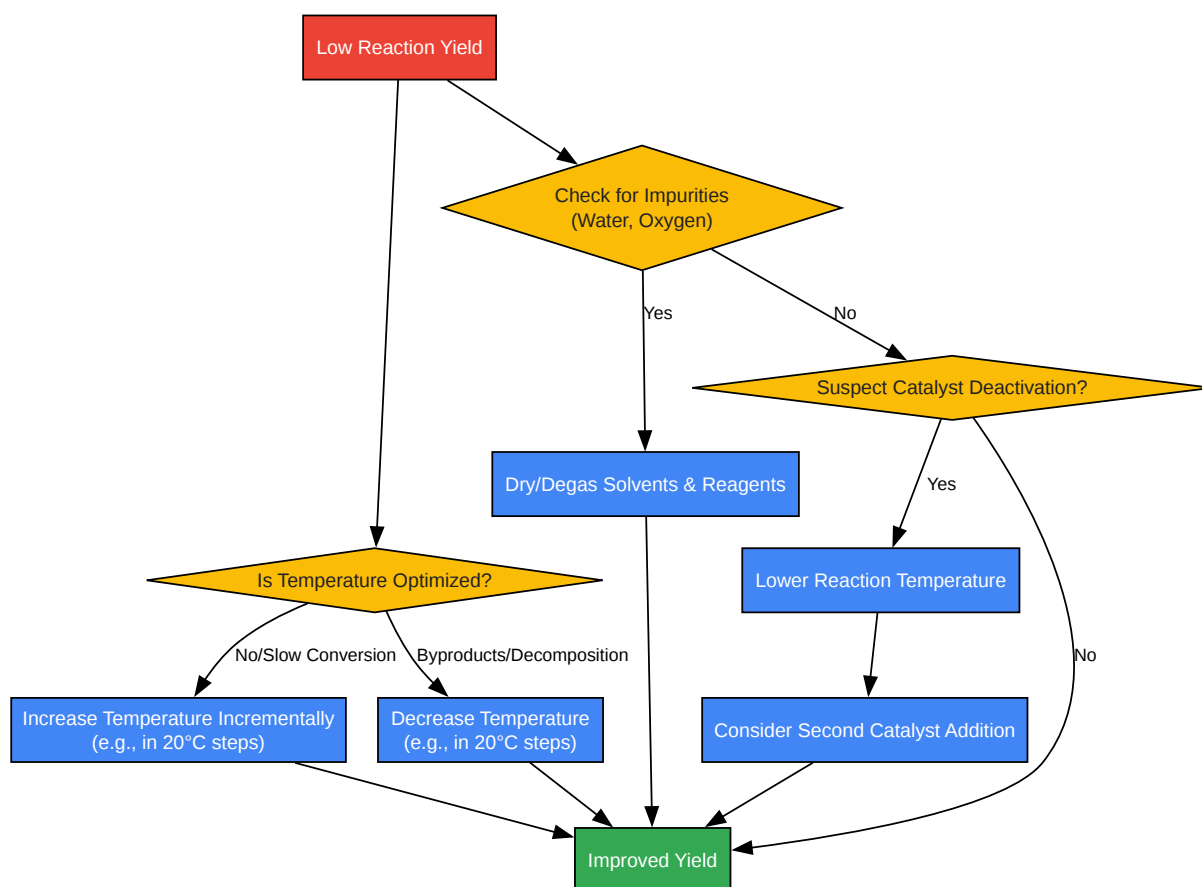 Low Reaction Yield
Check for Impurities
(Water, Oxygen)
Yes
No
Suspect Catalyst Deactivation?
Dry/Degas Solvents & Reagents
Yes
Is Temperature Optimized?
Lower Reaction Temperature
No/Slow Conversion
Byproducts/Decomposition
No
Increase Temperature Incrementally
(e.g., in 20°C steps)
Decrease Temperature
(e.g., in 20°C steps)
Consider Second Catalyst Addition
Improved Yield